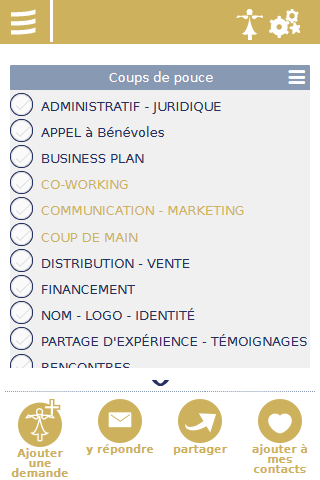 Coups de pouce
ADMINISTRATIF - JURIDIQUE
APPEL à Bénévoles
BUSINESS PLAN
CO-WORKING
COMMUNICATION - MARKETING
COUP DE MAIN
DISTRIBUTION - VENTE
FINANCEMENT
NOM - LOGO - IDENTITÉ
PARTAGE D'EXPÉRIENCE - TÉMOIGNAGES
RENCONTRES
Ajouter
une
demande
y répondre
partager
ajouter à
mes
contacts